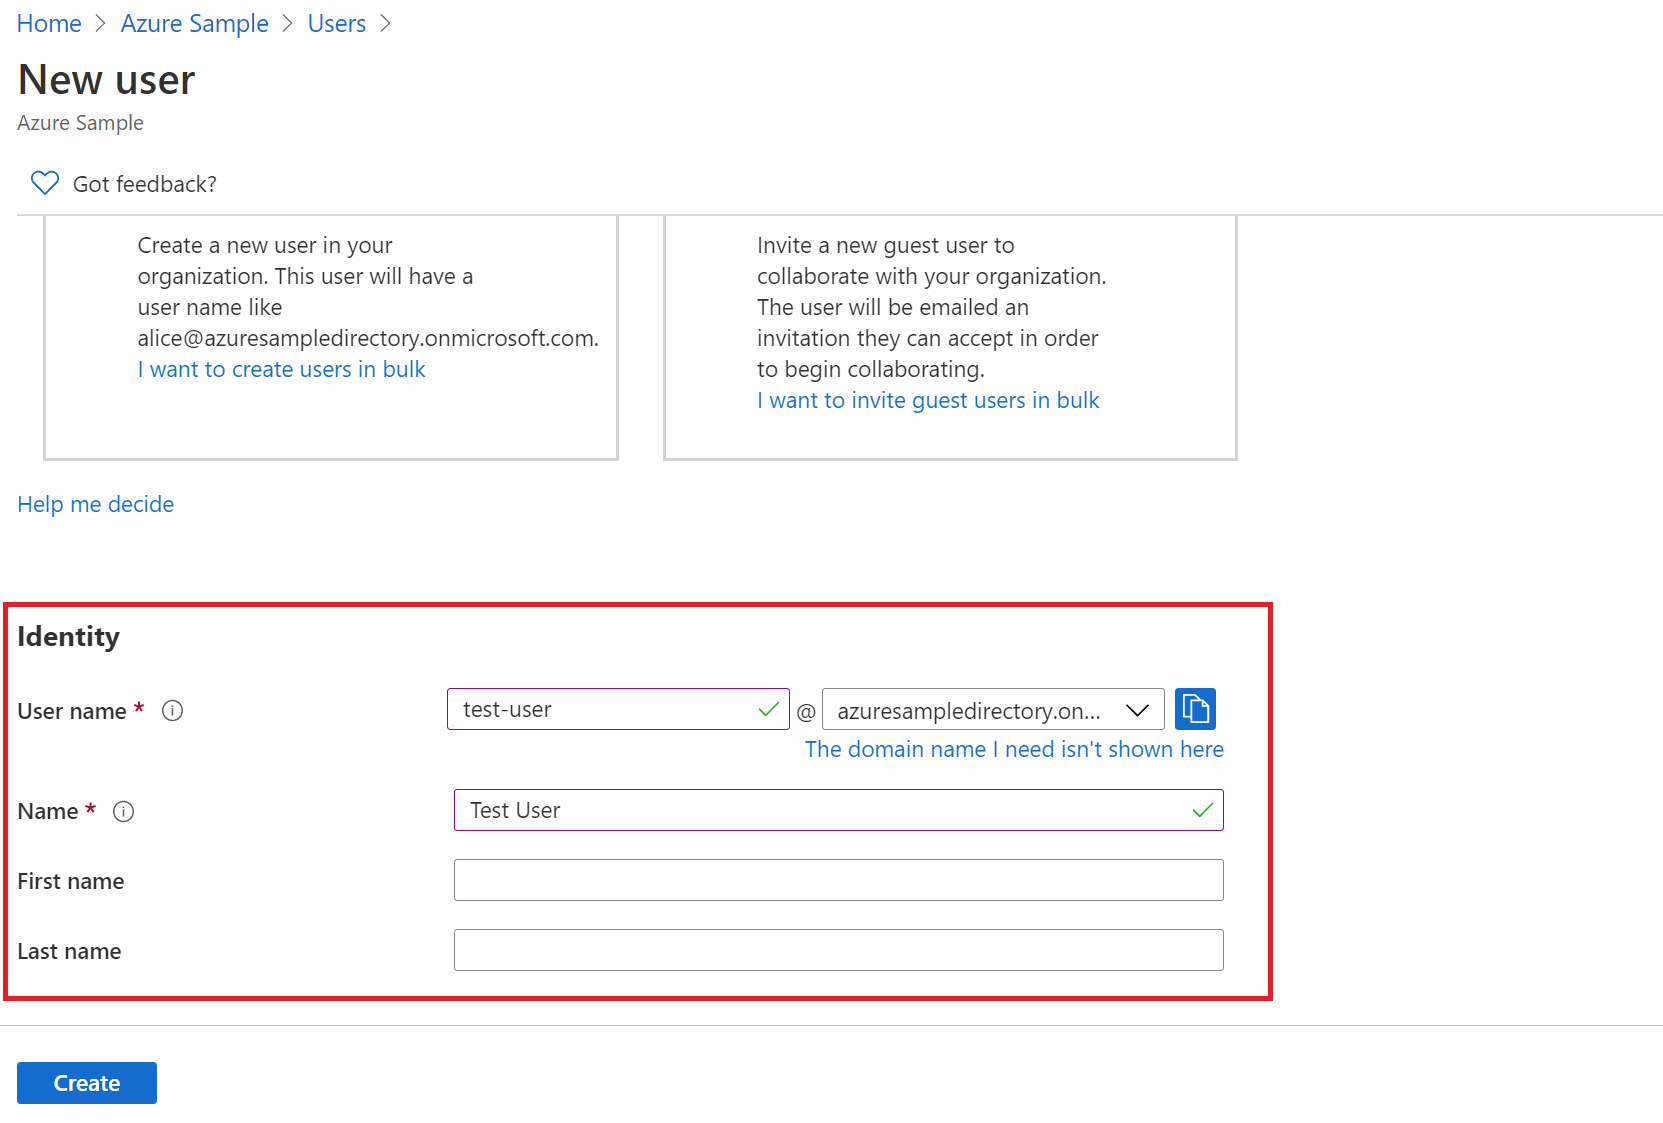 Home > Azure Sample > Users >
New user
Azure Sample
Got feedback?
Create a new user in your
organization. This user will have a
user name like
alice@azuresampledirectory.onmicrosoft.com.
I want to create users in bulk
Invite a new guest user to
collaborate with your organization.
The user will be emailed an
invitation they can accept in order
to begin collaborating.
I want to invite guest users in bulk
Help me decide
Identity
User name * test-user @ azuresampledirectory.on...
The domain name I need isn't shown here
Name * Test User
First name
Last name
Create